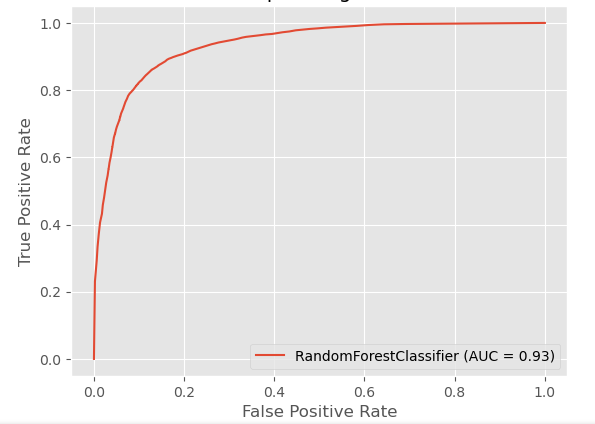 1.0
0.8
0.6
0.4
0.2
0.0
True Positive Rate
RandomForestClassifier (AUC = 0.93)
0.0 0.2 0.4 0.6 0.8 1.0
False Positive Rate